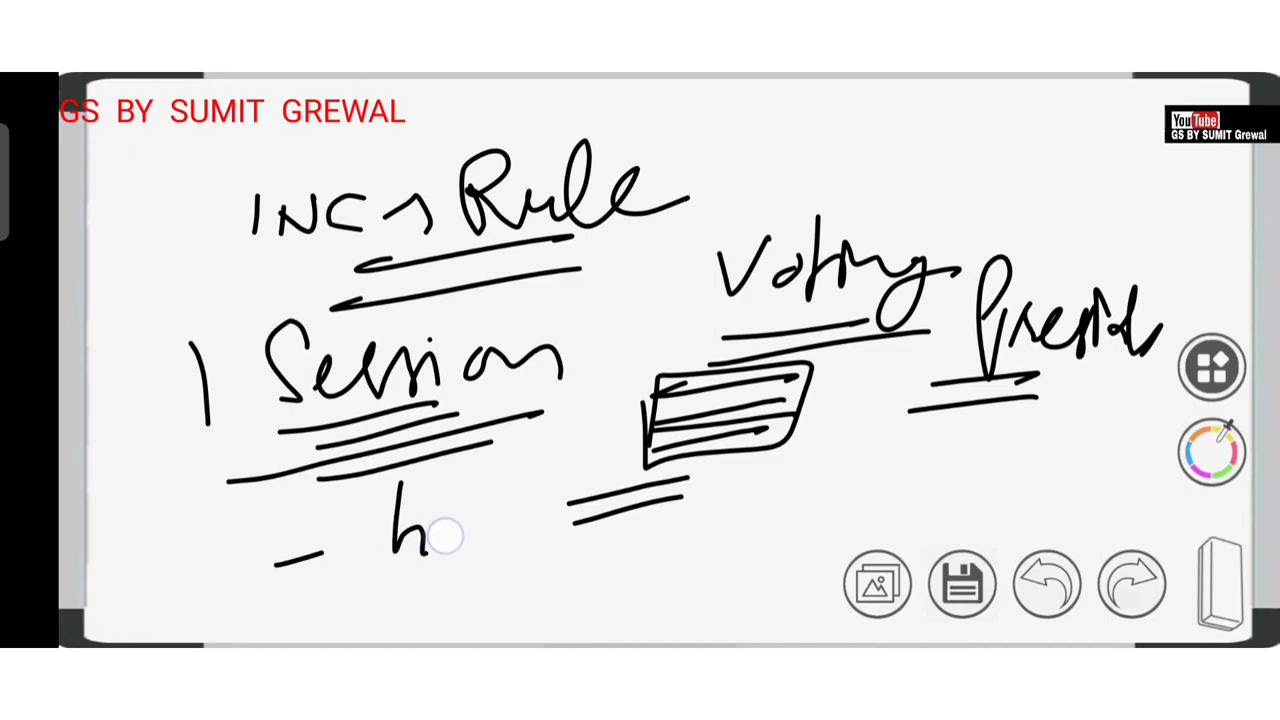 GS BY SUMIT GREWAL
YouTube
GS BY SUMIT Grewal
INC Rule
Voting
1 Session
h